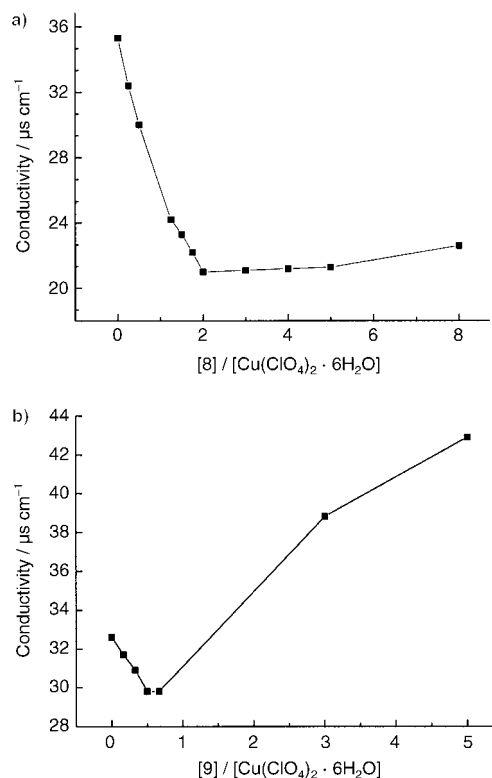 a)
36
32
28
24
20
Conductivity / µs cm⁻¹
0 2 4 6 8
[8] / [Cu(ClO₄)₂ · 6H₂O]
b)
44
42
40
38
36
34
32
30
28
Conductivity / µs cm⁻¹
0 1 2 3 4 5
[9] / [Cu(ClO₄)₂ · 6H₂O]